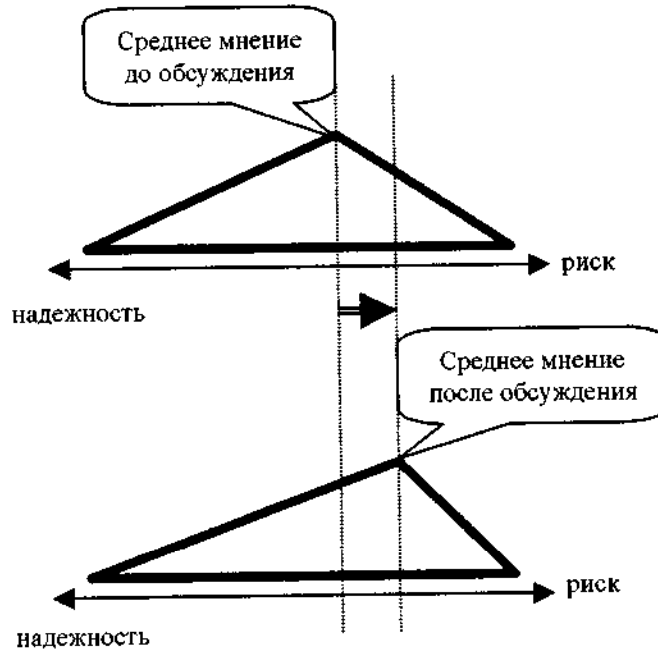 Среднее мнение
до обсуждения
риск
надежность
Среднее мнение
после обсуждения
риск
надежность